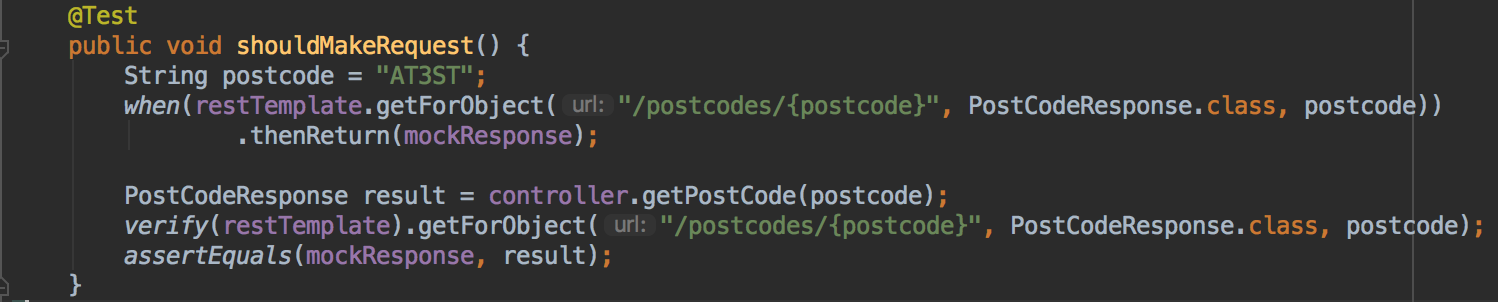 @Test
public void shouldMakeRequest() {
    String postcode = "AT3ST";
    when(restTemplate.getForObject( url: "/postcodes/{postcode}", PostCodeResponse.class, postcode))
            .thenReturn(mockResponse);

    PostCodeResponse result = controller.getPostCode(postcode);
    verify(restTemplate).getForObject( url: "/postcodes/{postcode}", PostCodeResponse.class, postcode);
    assertEquals(mockResponse, result);
}